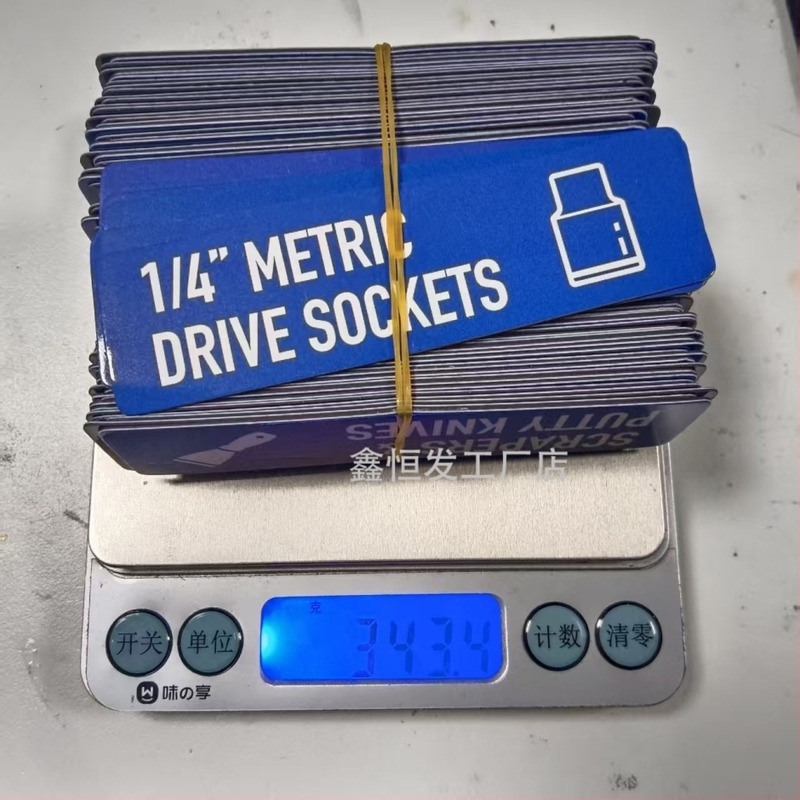 1/4" METRIC
DRIVE SOCKETS
SCRAPERS
PUTTY KNIVES
鑫恒发工厂店
克
343.4
开关
单位
计数
清零
味の享